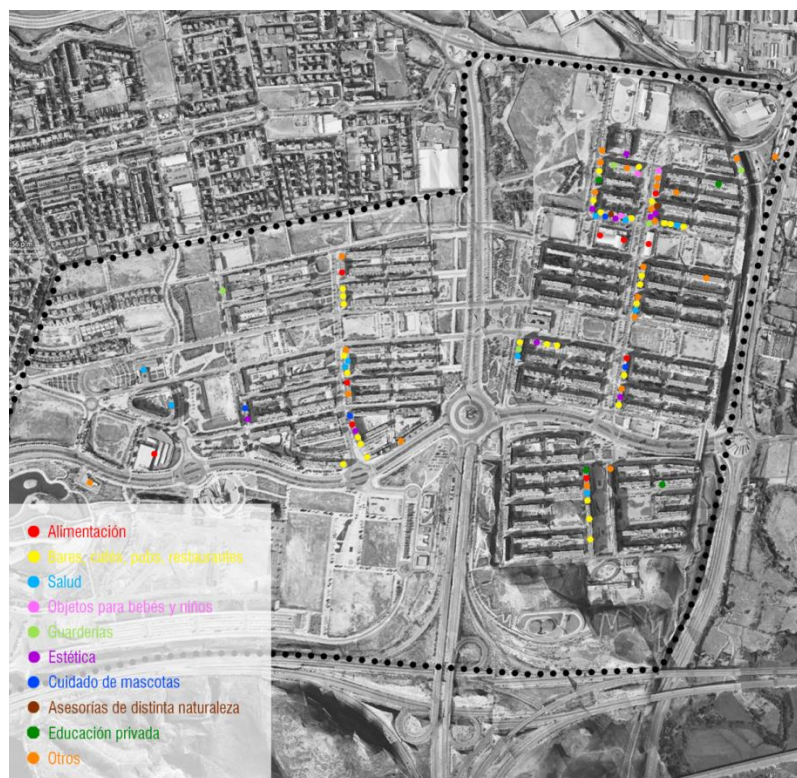 Alimentación
Bares, cafés, pubs, restaurantes
Salud
Objetos para bebés y niños
Guarderías
Estética
Cuidado de mascotas
Asesorías de distinta naturaleza
Educación privada
Otros